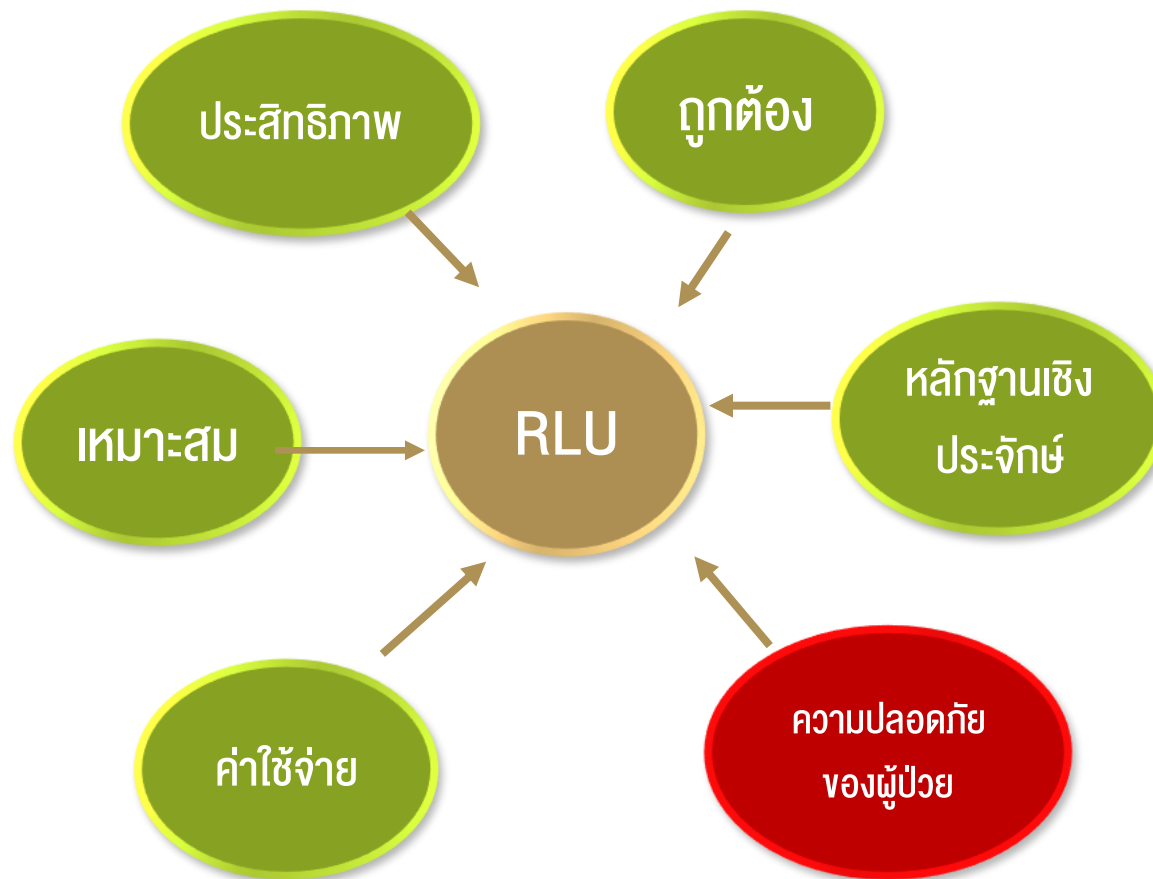 ประสิทธิภาพ
ถูกต้อง
หลักฐานเชิง
ประจักษ์
RLU
เหมาะสม
ค่าใช้จ่าย
ความปลอดภัย
ของผู้ป่วย